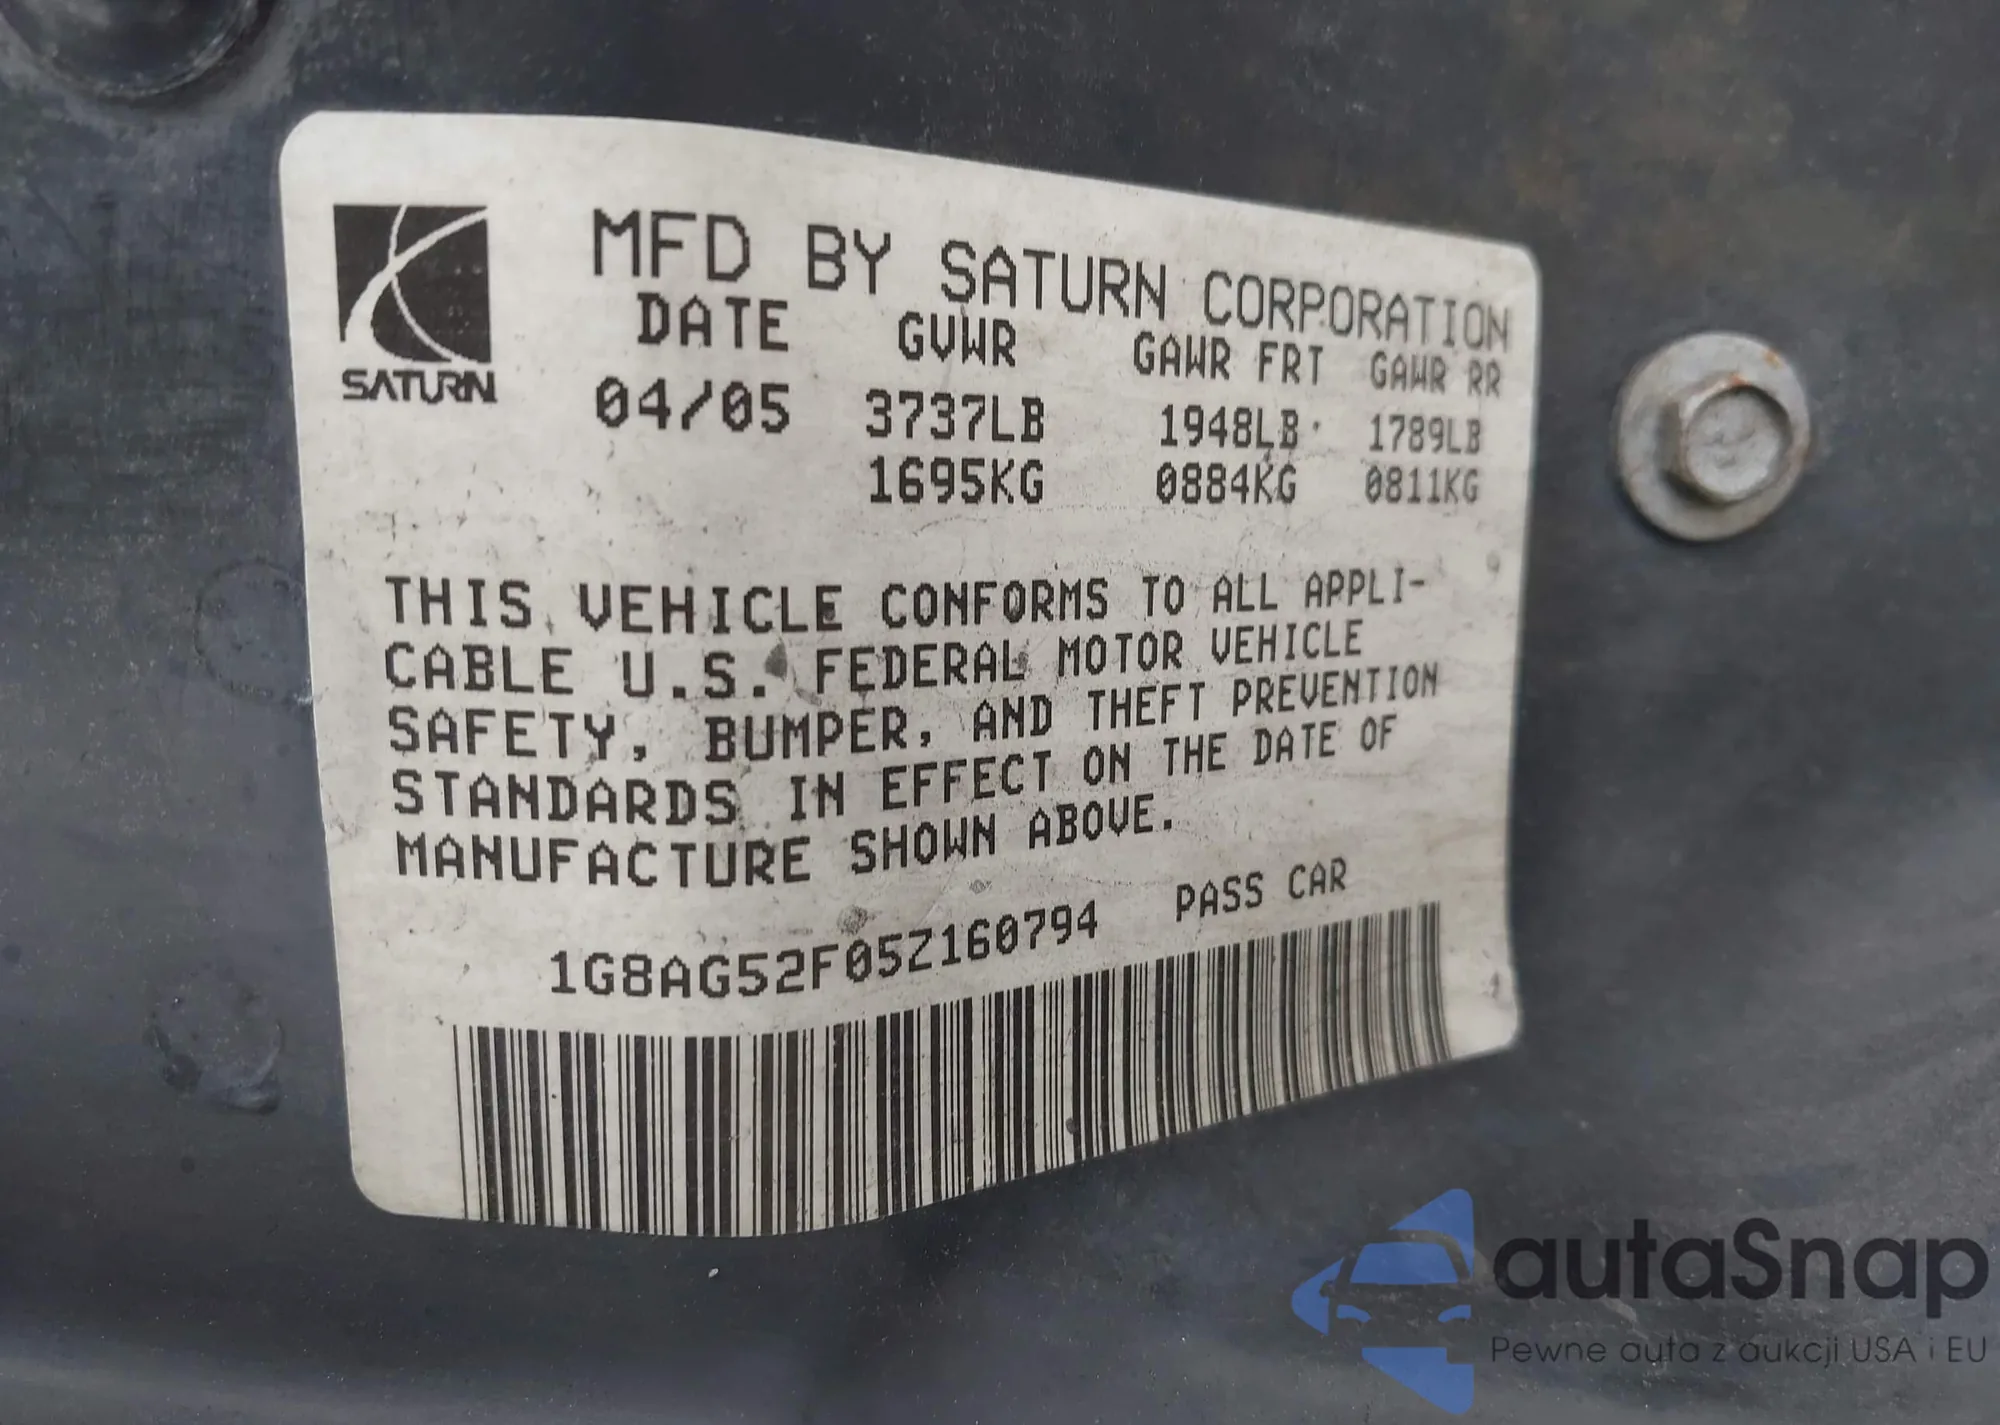 MFD BY SATURN CORPORATION
SATURN
DATE GVWR GAWR FRT GAWR RR
04/05 3737LB 1948LB 1789LB
1695KG 0884KG 0811KG
THIS VEHICLE CONFORMS TO ALL APPLI-
CABLE U.S. FEDERAL MOTOR VEHICLE
SAFETY, BUMPER, AND THEFT PREVENTION
STANDARDS IN EFFECT ON THE DATE OF
MANUFACTURE SHOWN ABOVE.
1G8AG52F05Z160794 PASS CAR
autaSnap
Pewne auta z aukcji USA i EU